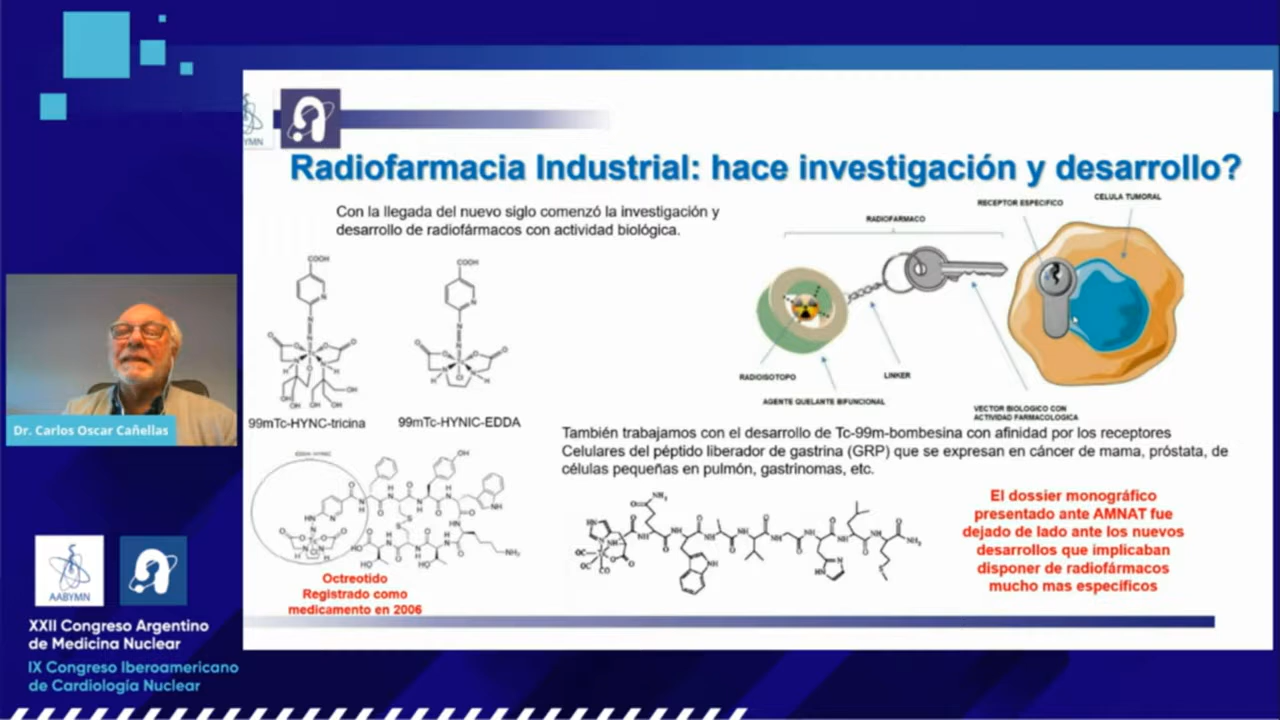 YMN
Radiofarmacia Industrial: hace investigación y desarrollo?
Con la llegada del nuevo siglo comenzó la investigación y
desarrollo de radiofármacos con actividad biológica.
RADIOFARMACO
RECEPTOR ESPECIFICO
CELULA TUMORAL
RADIOISOTOPO
LINKER
AGENTE QUELANTE BIFUNCIONAL
VECTOR BIOLOGICO CON
ACTIVIDAD FARMACOLOGICA
COOH
COOH
99mTc-HYNC-tricina
99mTc-HYNIC-EDDA
También trabajamos con el desarrollo de Tc-99m-bombesina con afinidad por los receptores
Celulares del péptido liberador de gastrina (GRP) que se expresan en cáncer de mama, próstata, de
células pequeñas en pulmón, gastrinomas, etc.
Octreotido
Registrado como
medicamento en 2006
El dossier monográfico
presentado ante AMNAT fue
dejado de lado ante los nuevos
desarrollos que implicaban
disponer de radiofármacos
mucho mas específicos
Dr. Carlos Oscar Cañellas
AABYMN
XXII Congreso Argentino
de Medicina Nuclear
IX Congreso Iberoamericano
de Cardiología Nuclear